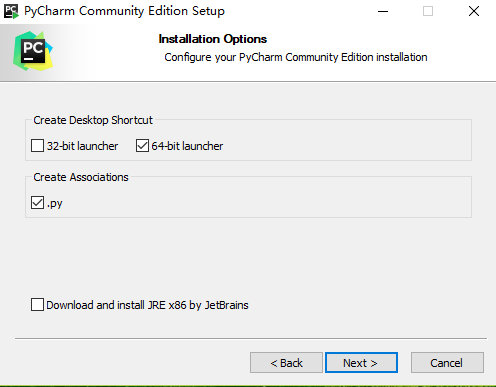 PyCharm Community Edition Setup
PC
Installation Options
Configure your PyCharm Community Edition installation
Create Desktop Shortcut
32-bit launcher
64-bit launcher
Create Associations
.py
Download and install JRE x86 by JetBrains
< Back
Next >
Cancel